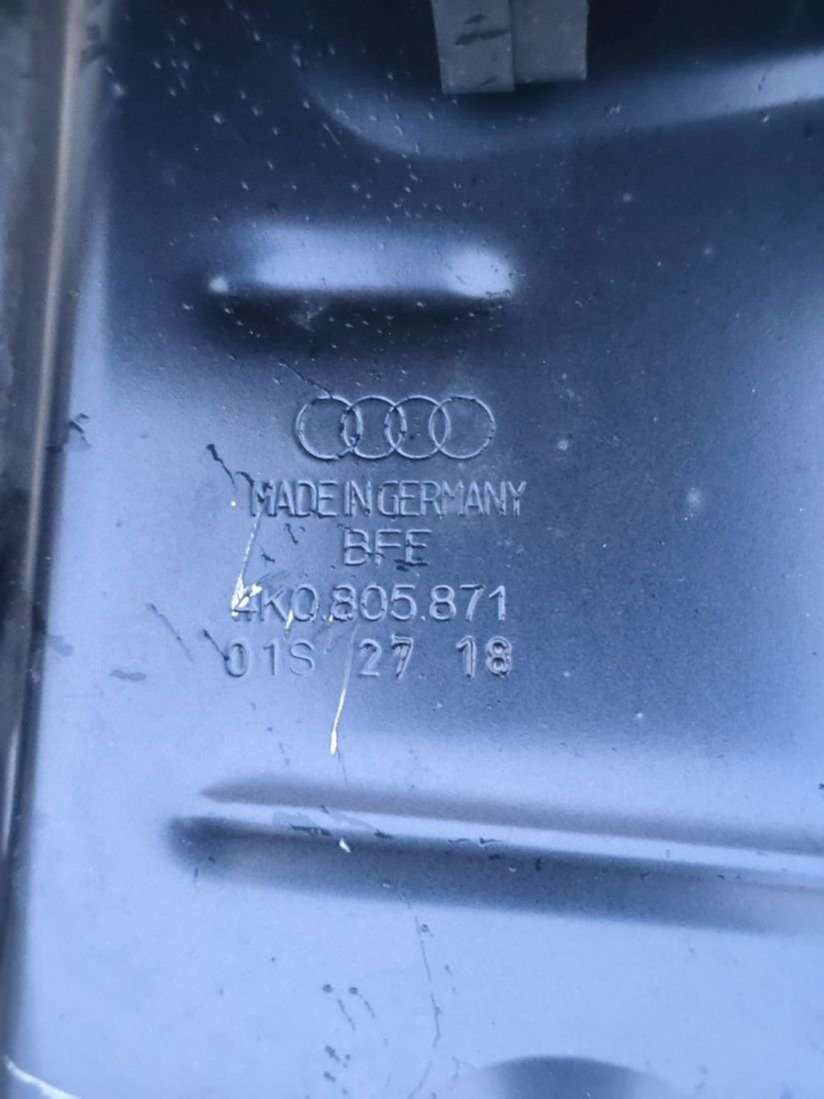 MADE IN GERMANY
BFE
4K0.805.871
01S 27 18